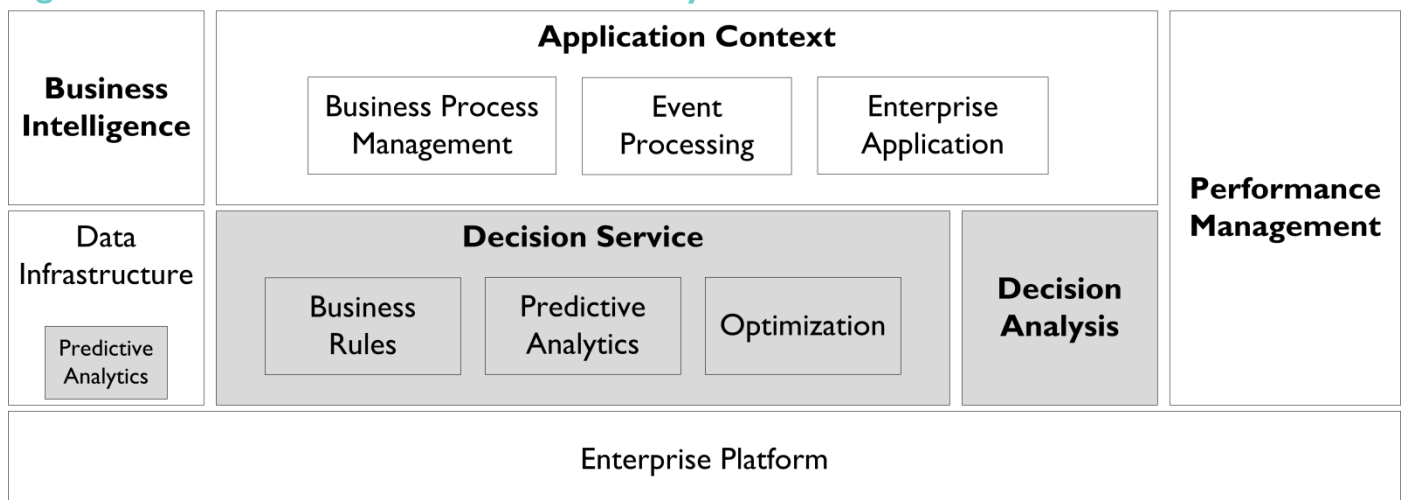 Application Context
Business
Intelligence
Business Process
Management
Event
Processing
Enterprise
Application
Performance
Management
Data
Infrastructure
Predictive
Analytics
Decision Service
Business
Rules
Predictive
Analytics
Optimization
Decision
Analysis
Enterprise Platform